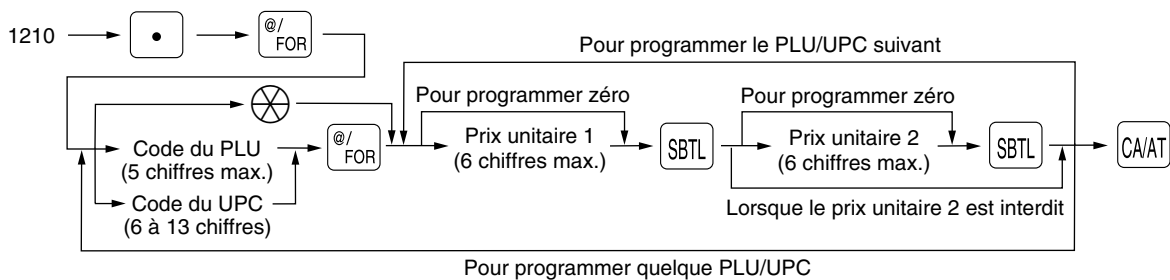 1210
•
@/
FOR
Pour programmer le PLU/UPC suivant
Pour programmer zéro
Pour programmer zéro
Code du PLU
(5 chiffres max.)
@/
FOR
Prix unitaire 1
(6 chiffres max.)
SBTL
Prix unitaire 2
(6 chiffres max.)
SBTL
CA/AT
Code du UPC
(6 à 13 chiffres)
Lorsque le prix unitaire 2 est interdit
Pour programmer quelque PLU/UPC